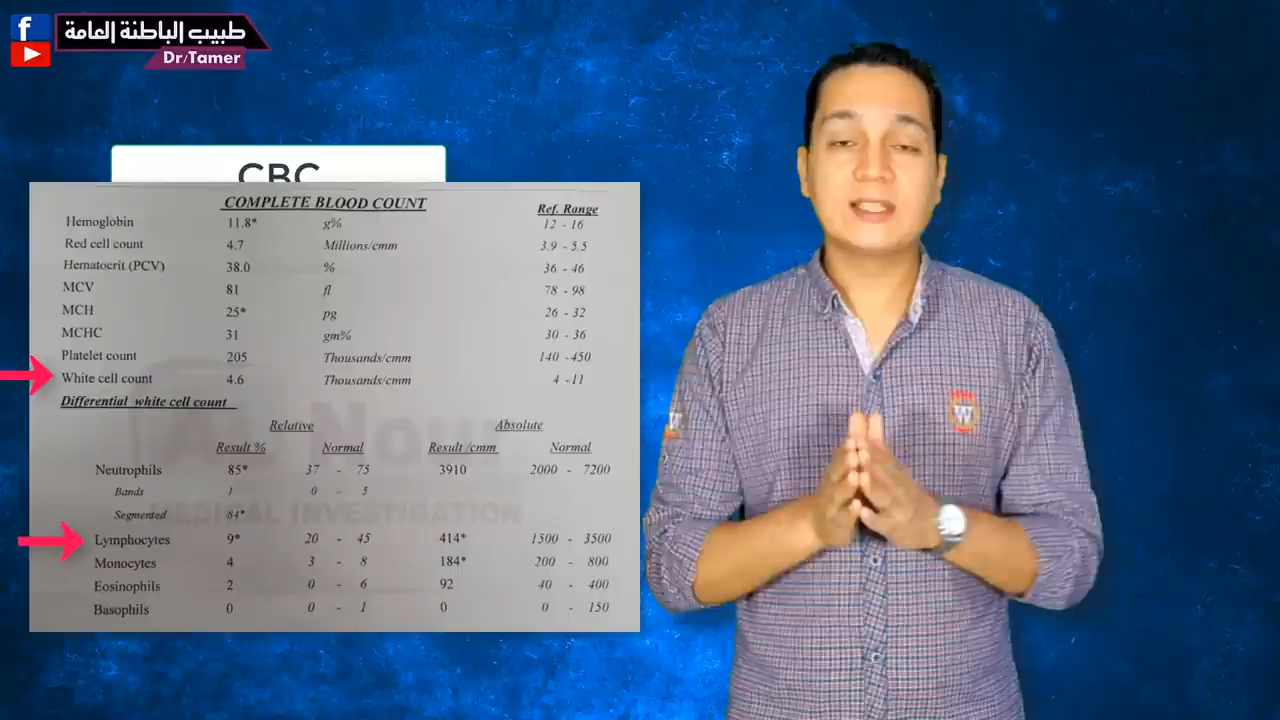 f
طبيب الباطنة العامة
Dr/Tamer
CBC
COMPLETE BLOOD COUNT
Ref. Range
Hemoglobin 11.8* g% 12 - 16
Red cell count 4.7 Millions/cmm 3.9 - 5.5
Hematocrit (PCV) 38.0 % 36 - 46
MCV 81 fl 78 - 98
MCH 25* pg 26 - 32
MCHC 31 gm% 30 - 36
Platelet count 205 Thousands/cmm 140 - 450
White cell count 4.6 Thousands/cmm 4 - 11
Differential white cell count
Relative Absolute
Result % Normal Result /cmm Normal
Neutrophils 85* 37 - 75 3910 2000 - 7200
Bands 1 0 - 5
Segmented 84*
MEDICAL INVESTIGATION
Lymphocytes 9* 20 - 45 414* 1500 - 3500
Monocytes 4 3 - 8 184* 200 - 800
Eosinophils 2 0 - 6 92 40 - 400
Basophils 0 0 - 1 0 0 - 150